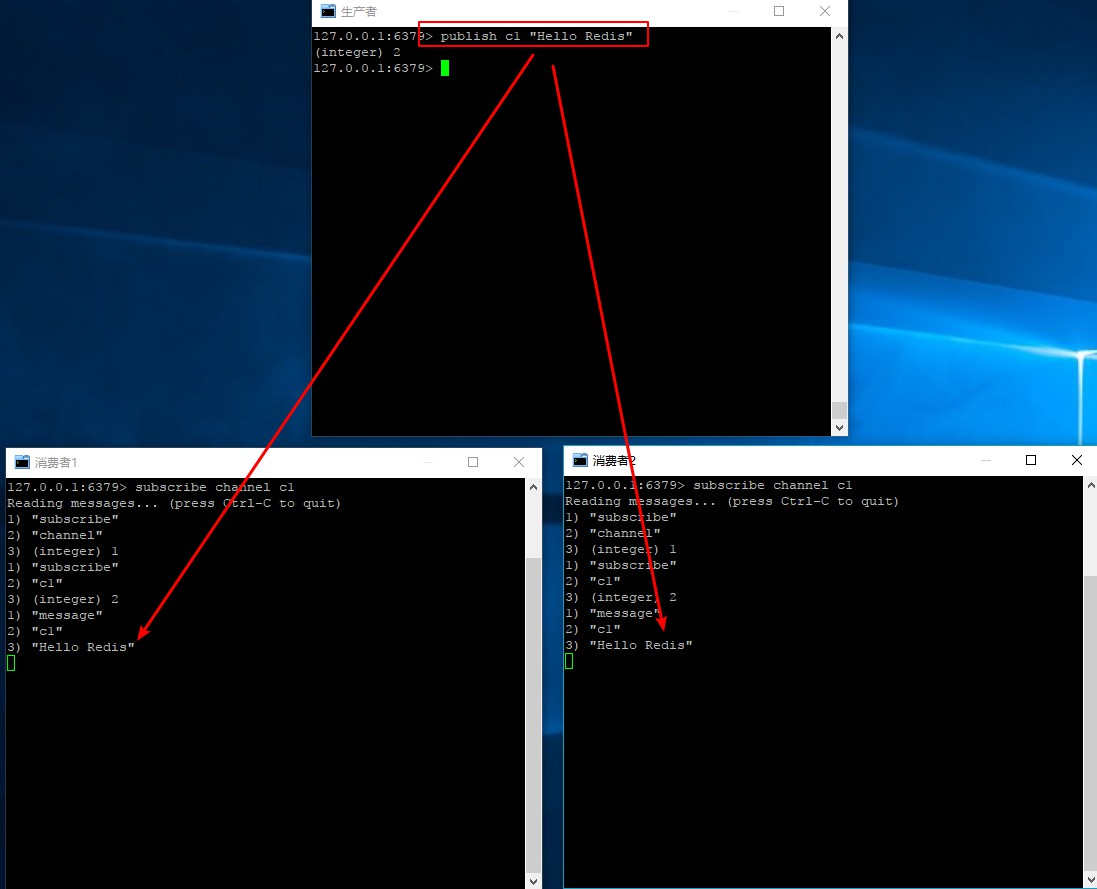 生产者
127.0.0.1:6379> publish c1 "Hello Redis"
(integer) 2
127.0.0.1:6379>
消费者1
127.0.0.1:6379> subscribe channel c1
Reading messages... (press Ctrl-C to quit)
1) "subscribe"
2) "channel"
3) (integer) 1
1) "subscribe"
2) "c1"
3) (integer) 2
1) "message"
2) "c1"
3) "Hello Redis"
消费者2
127.0.0.1:6379> subscribe channel c1
Reading messages... (press Ctrl-C to quit)
1) "subscribe"
2) "channel"
3) (integer) 1
1) "subscribe"
2) "c1"
3) (integer) 2
1) "message"
2) "c1"
3) "Hello Redis"